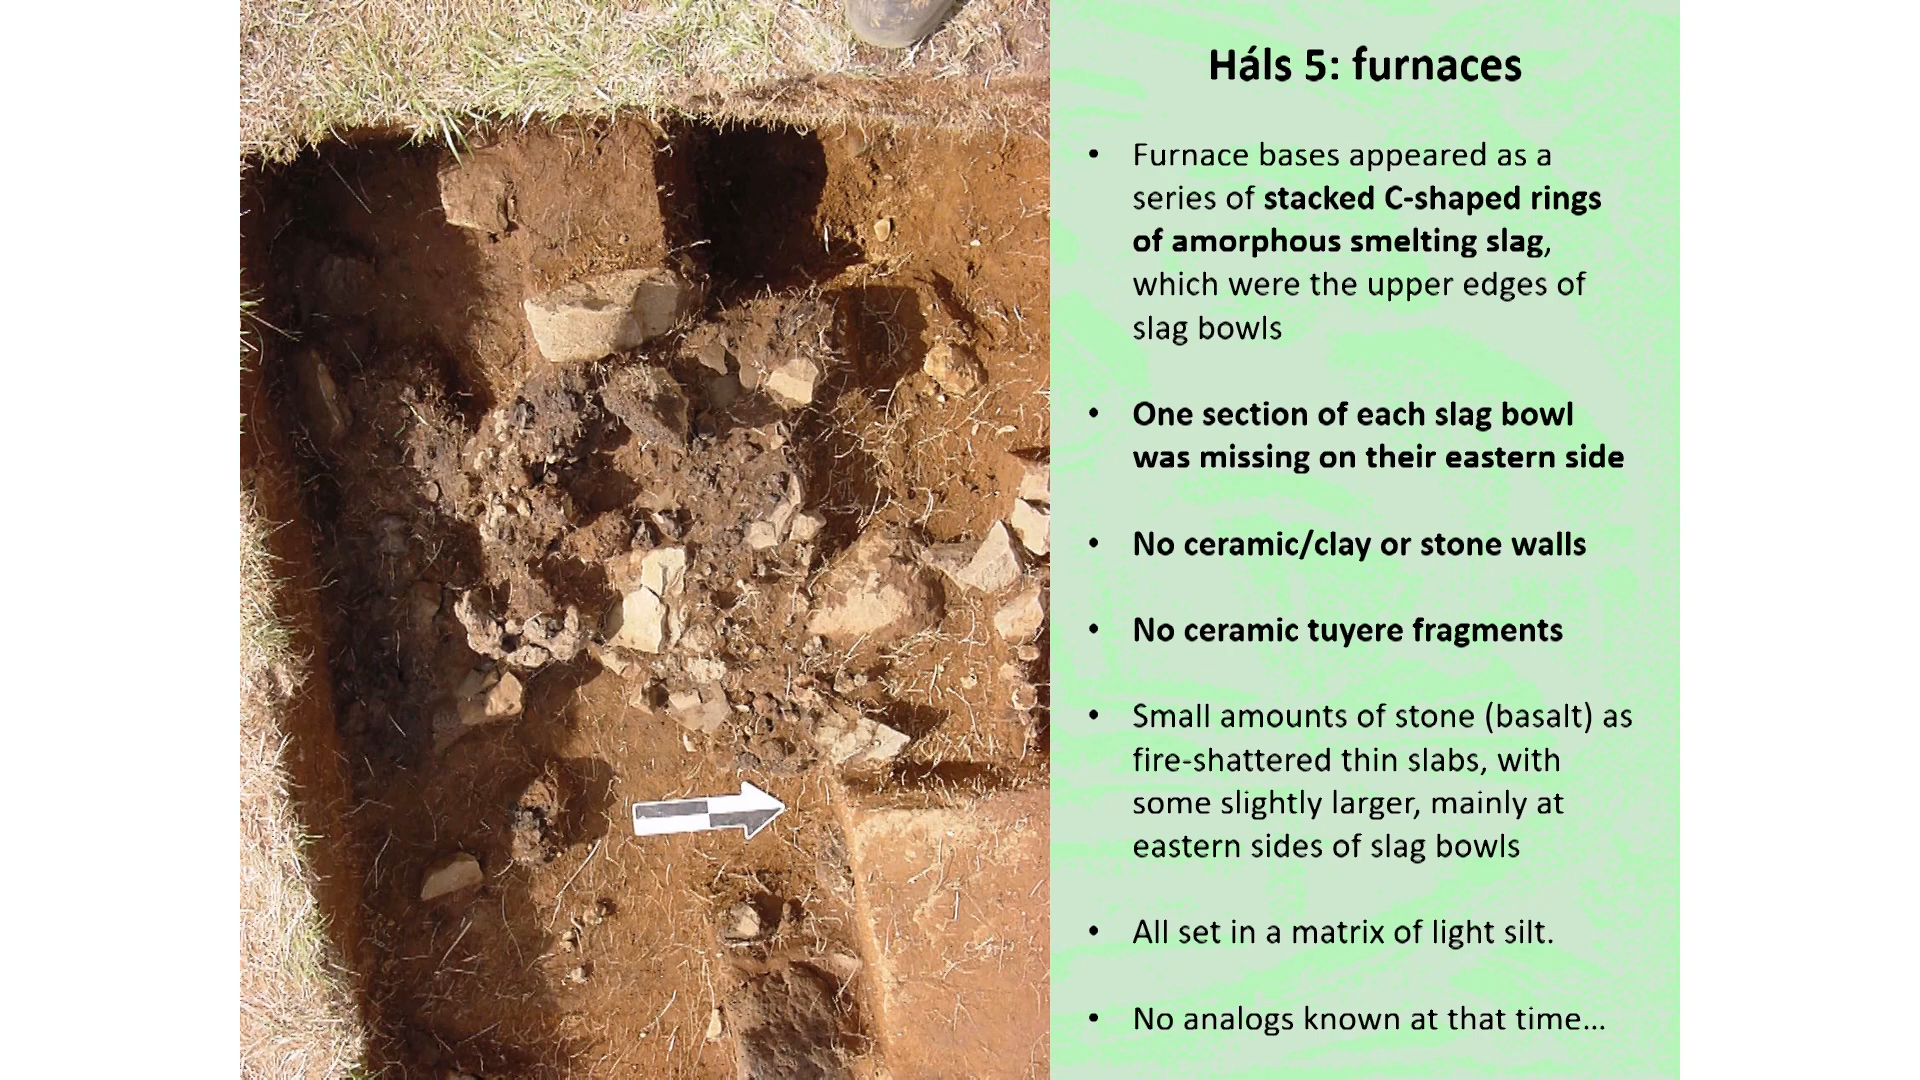 Háls 5: furnaces
• Furnace bases appeared as a
series of stacked C-shaped rings
of amorphous smelting slag,
which were the upper edges of
slag bowls
• One section of each slag bowl
was missing on their eastern side
• No ceramic/clay or stone walls
• No ceramic tuyere fragments
• Small amounts of stone (basalt) as
fire-shattered thin slabs, with
some slightly larger, mainly at
eastern sides of slag bowls
• All set in a matrix of light silt.
• No analogs known at that time...